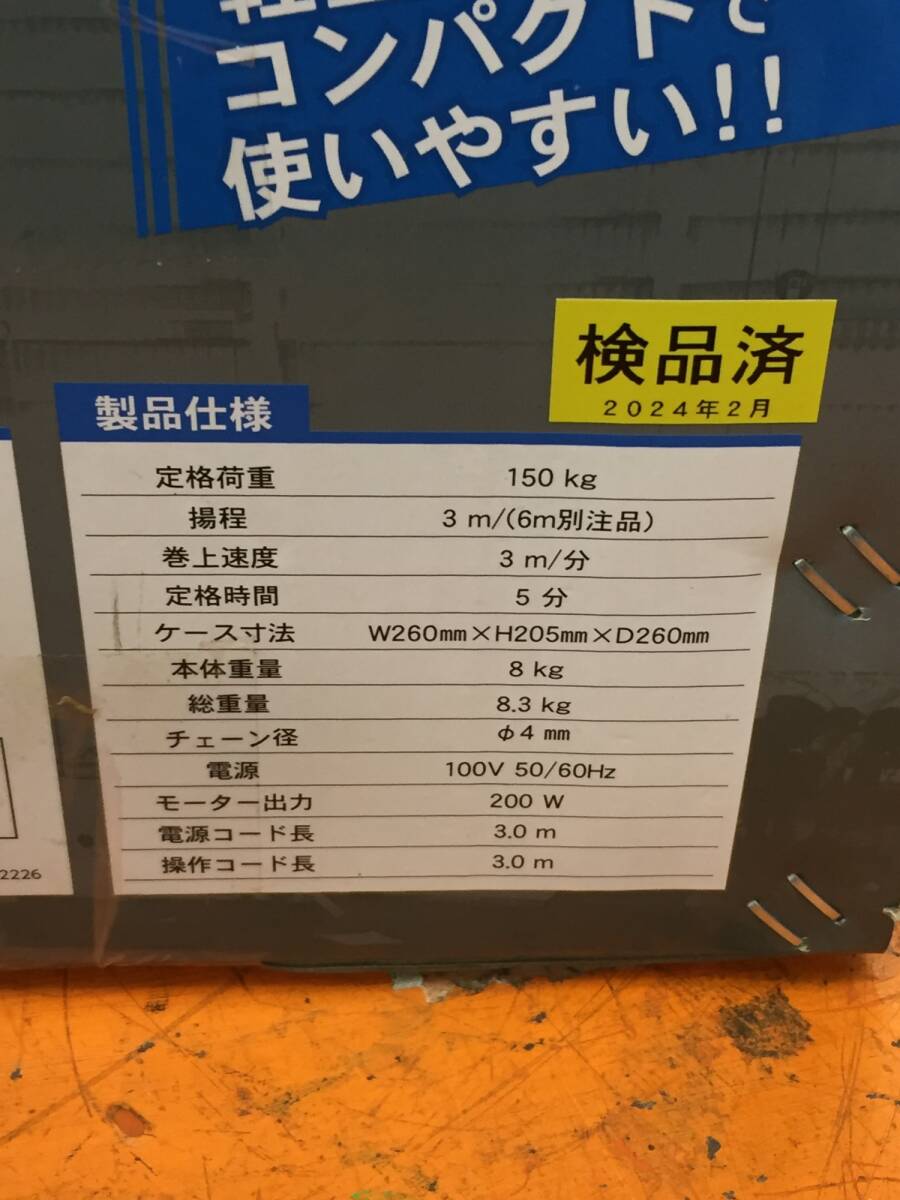 コンパクトで
使いやすい!!
検品済
2024年2月
製品仕様
定格荷重 150 kg
揚程 3 m/(6m別注品)
巻上速度 3 m/分
定格時間 5 分
ケース寸法 W260mm×H205mm×D260mm
本体重量 8 kg
総重量 8.3 kg
チェーン径 φ4 mm
電源 100V 50/60Hz
モーター出力 200 W
電源コード長 3.0 m
操作コード長 3.0 m
2226